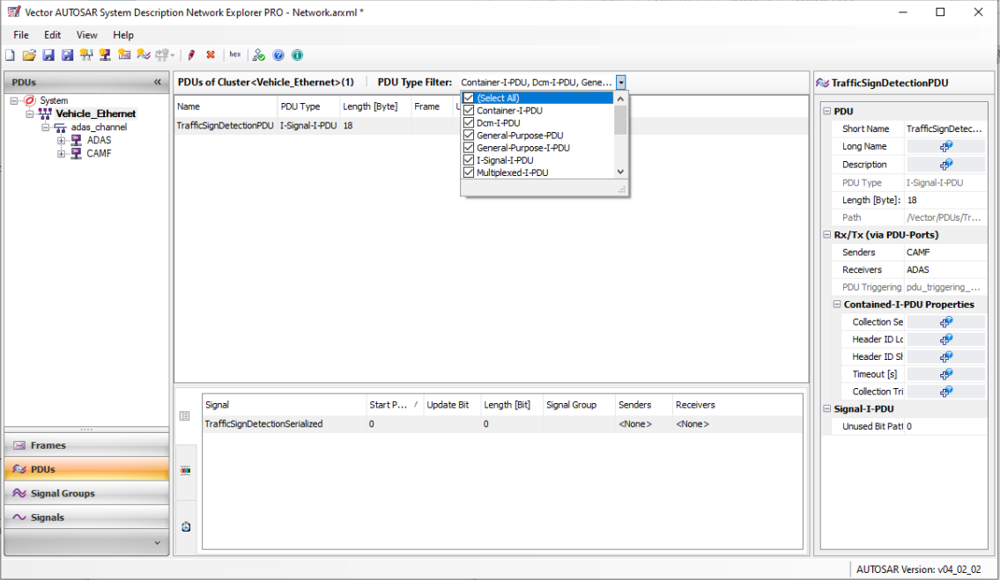 Vector AUTOSAR System Description Network Explorer PRO - Network.arxml *
File Edit View Help
hex
PDUs
System
Vehicle_Ethernet
adas_channel
ADAS
CAMF
Frames
PDUs
Signal Groups
Signals
PDUs of Cluster<Vehicle_Ethernet>(1) PDU Type Filter: Container-I-PDU, Dcm-I-PDU, Gene...
Name PDU Type Length [Byte] Frame
TrafficSignDetectionPDU I-Signal-I-PDU 18
(Select All)
Container-I-PDU
Dcm-I-PDU
General-Purpose-PDU
General-Purpose-I-PDU
I-Signal-I-PDU
Multiplexed-I-PDU
Signal Start P... / Update Bit Length [Bit] Signal Group Senders Receivers
TrafficSignDetectionSerialized 0 0 <None> <None>
TrafficSignDetectionPDU
PDU
Short Name TrafficSignDetec...
Long Name
Description
PDU Type I-Signal-I-PDU
Length [Byte]: 18
Path /Vector/PDUs/Tr...
Rx/Tx (via PDU-Ports)
Senders CAMF
Receivers ADAS
PDU Triggering pdu_triggering_...
Contained-I-PDU Properties
Collection Se
Header ID Lo
Header ID Sh
Timeout [s]
Collection Tri
Signal-I-PDU
Unused Bit Patt 0
AUTOSAR Version: v04_02_02